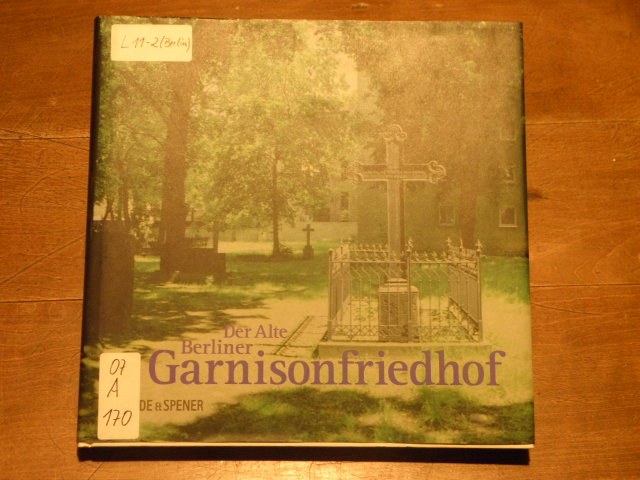 L 11-2 (Berlin)
Der Alte
Berliner
Garnisonfriedhof
07
A
170
DE & SPENER